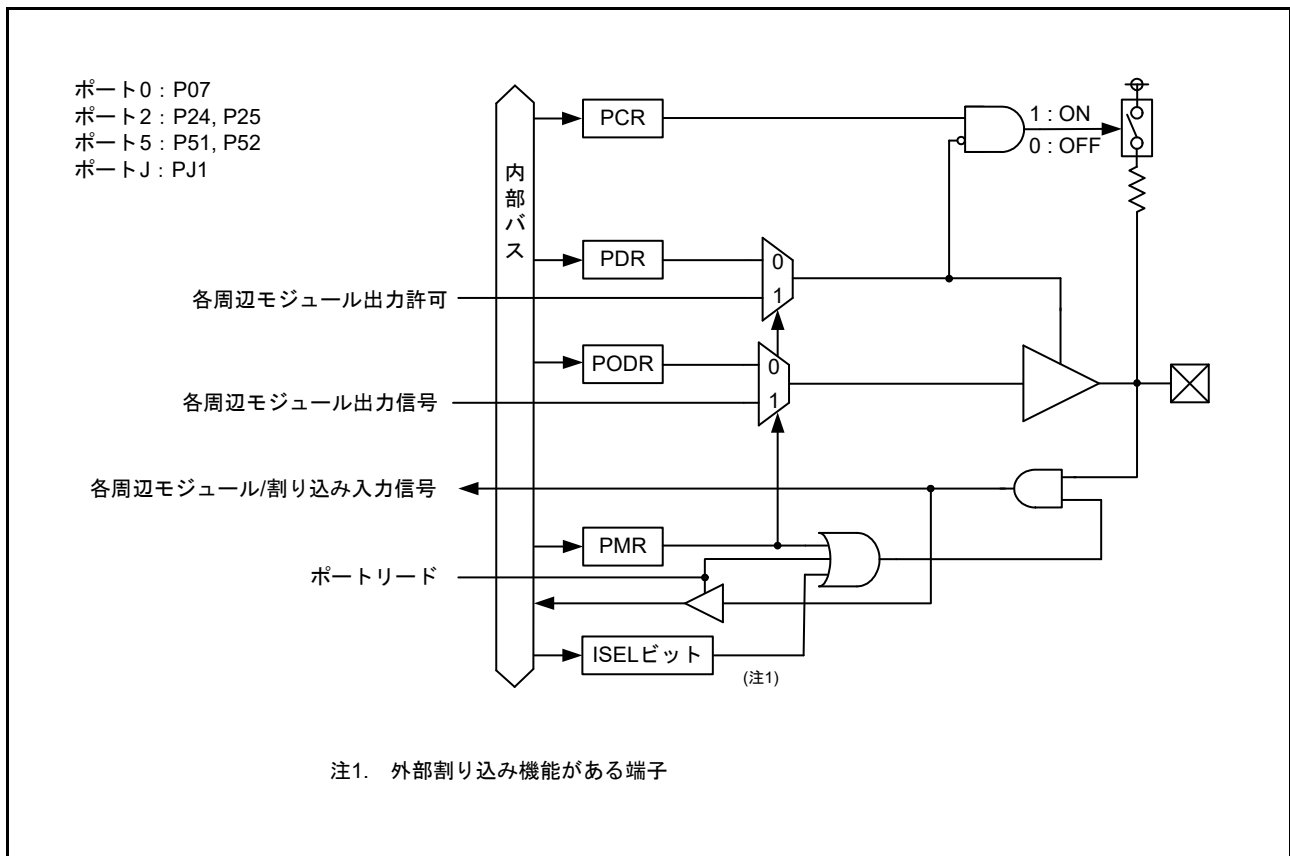 ポート0 : P07
ポート2 : P24, P25
ポート5 : P51, P52
ポートJ : PJ1
内部バス
PCR
1 : ON
0 : OFF
PDR
0
1
各周辺モジュール出力許可
PODR
0
1
各周辺モジュール出力信号
各周辺モジュール/割り込み入力信号
PMR
ポートリード
ISELビット
(注1)
注1. 外部割り込み機能がある端子